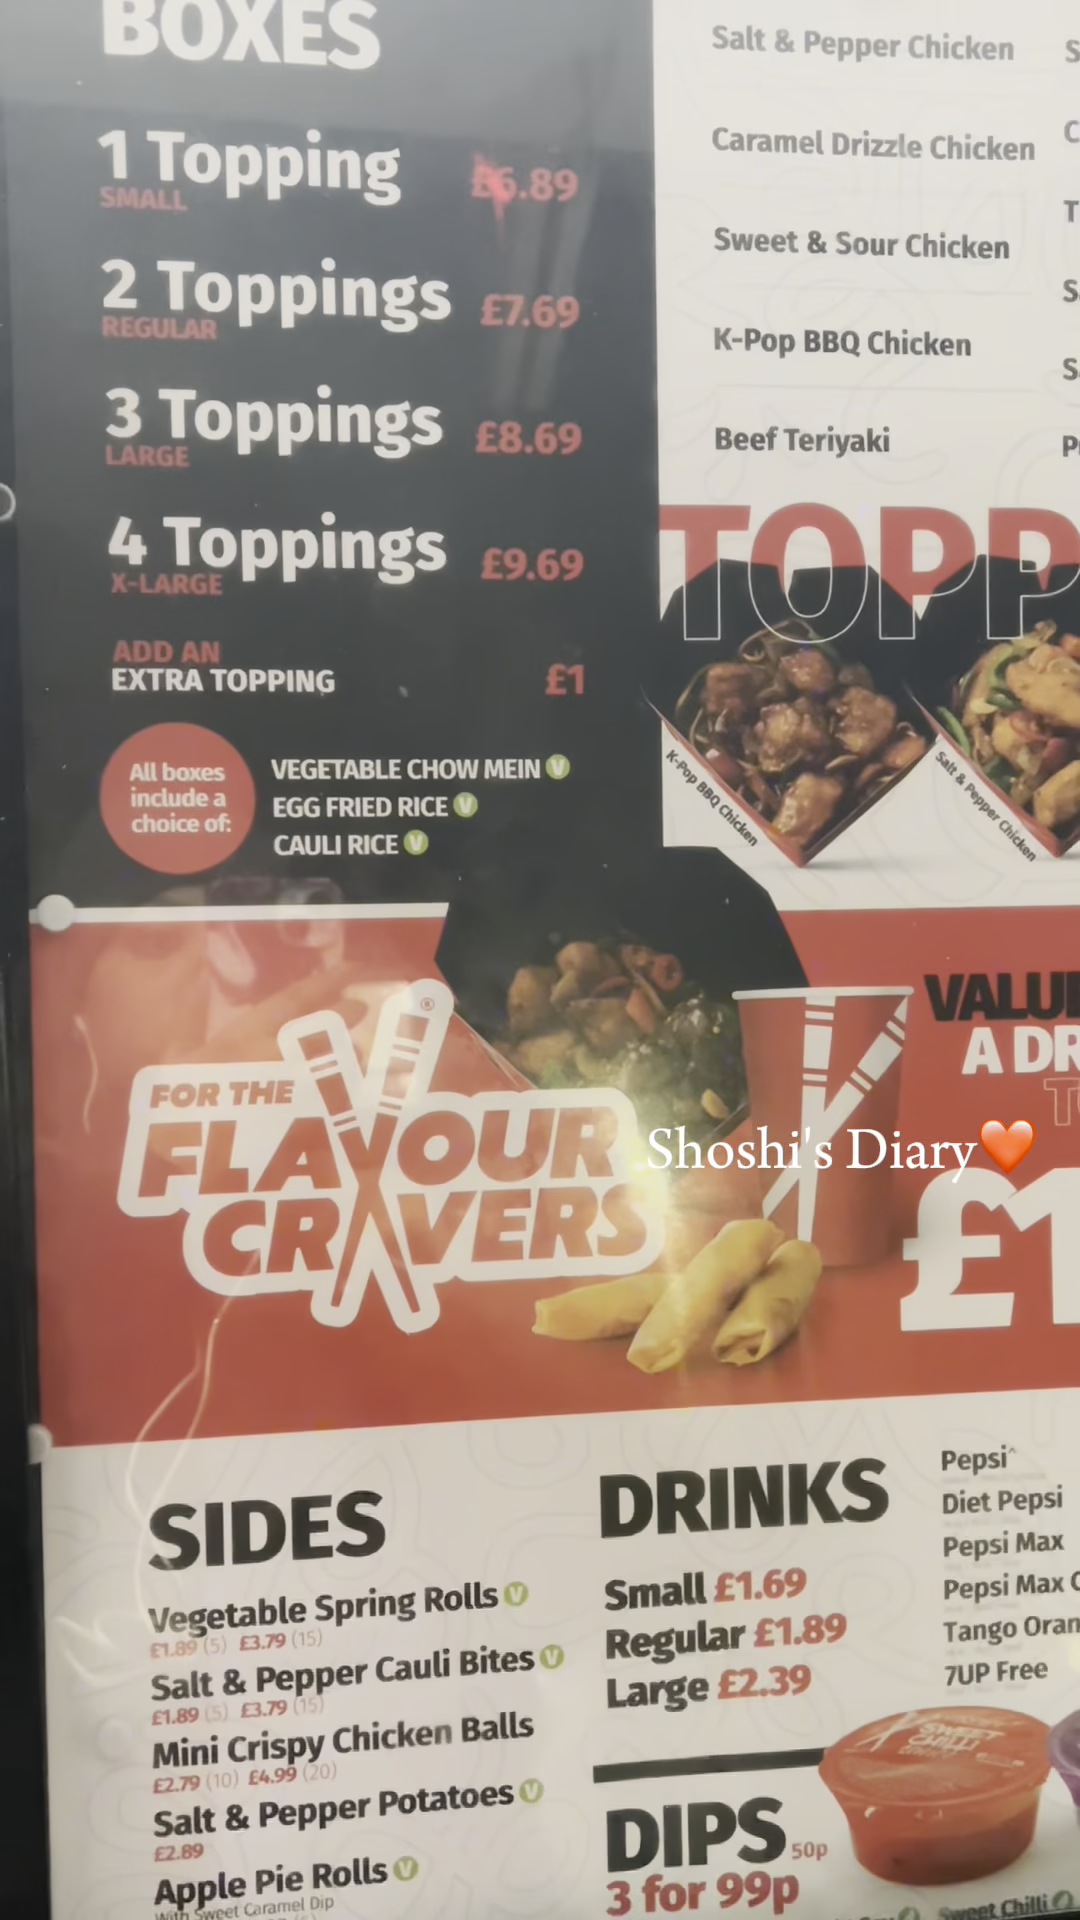 BOXES
1 Topping £6.89
SMALL
2 Toppings £7.69
REGULAR
3 Toppings £8.69
LARGE
4 Toppings £9.69
X-LARGE
ADD AN
EXTRA TOPPING £1
All boxes
include a
choice of:
VEGETABLE CHOW MEIN V
EGG FRIED RICE V
CAULI RICE V
Salt & Pepper Chicken
Caramel Drizzle Chicken
Sweet & Sour Chicken
K-Pop BBQ Chicken
Beef Teriyaki
TOPP
K-Pop BBQ Chicken
Salt & Pepper Chicken
FOR THE
FLAVOUR
CRAVERS
®
VALU
A DR
£1
Shoshi's Diary🧡
SIDES
Vegetable Spring Rolls V
£1.89 (5) £3.79 (15)
Salt & Pepper Cauli Bites V
£1.89 (5) £3.79 (15)
Mini Crispy Chicken Balls
£2.79 (10) £4.99 (20)
Salt & Pepper Potatoes V
£2.89
Apple Pie Rolls V
With Sweet Caramel Dip
DRINKS
Small £1.69
Regular £1.89
Large £2.39
Pepsi^
Diet Pepsi
Pepsi Max
Pepsi Max C
Tango Oran
7UP Free
DIPS 50p
3 for 99p
SWEET
CHILLI
Sweet Chilli